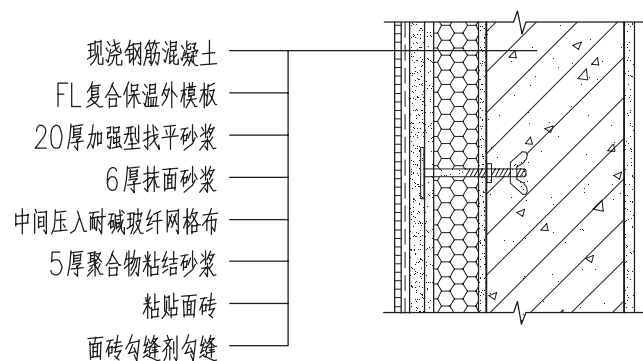 现浇钢筋混凝土
FL复合保温外模板
20厚加强型找平砂浆
6厚抹面砂浆
中间压入耐碱玻纤网格布
5厚聚合物粘结砂浆
粘贴面砖
面砖勾缝剂勾缝